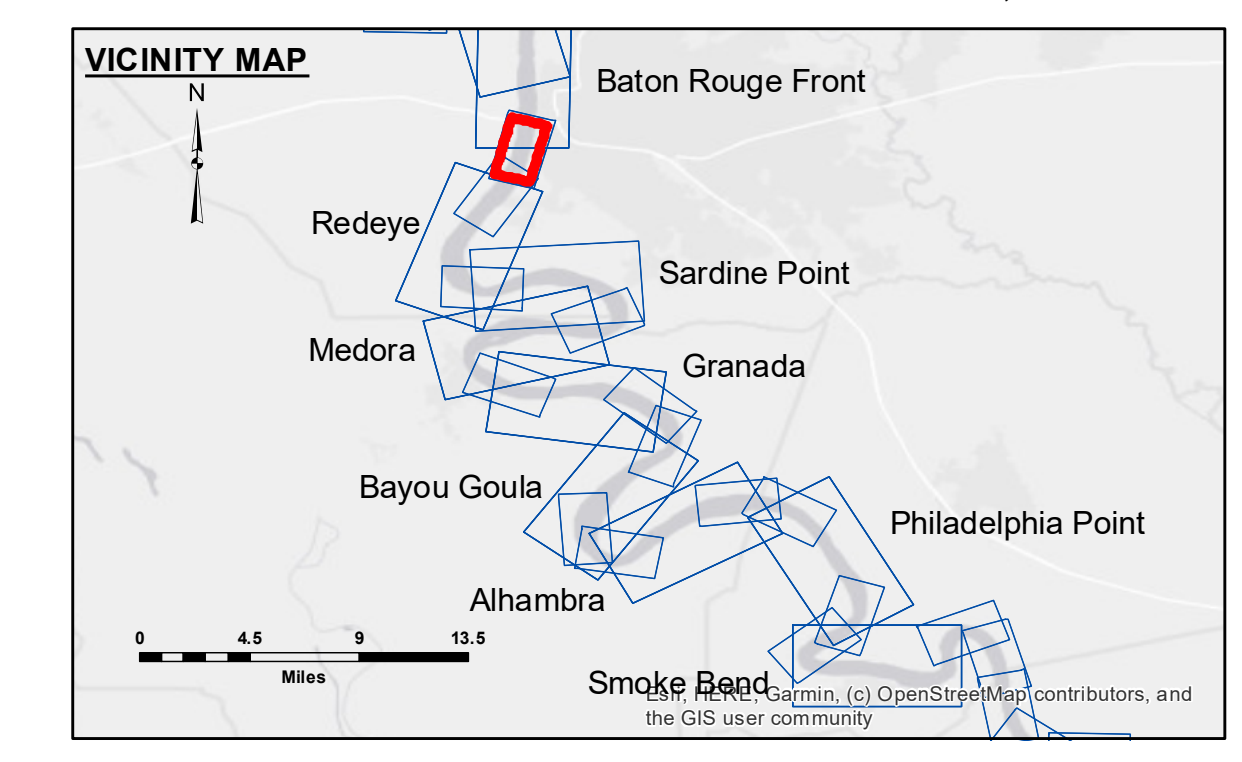 VICINITY MAP
N
Baton Rouge Front
Redeye
Sardine Point
Medora
Granada
Bayou Goula
Philadelphia Point
Alhambra
0 4.5 9 13.5
Miles
Smoke Bend
Esri, HERE, Garmin, (c) OpenStreetMap contributors, and
the GIS user community